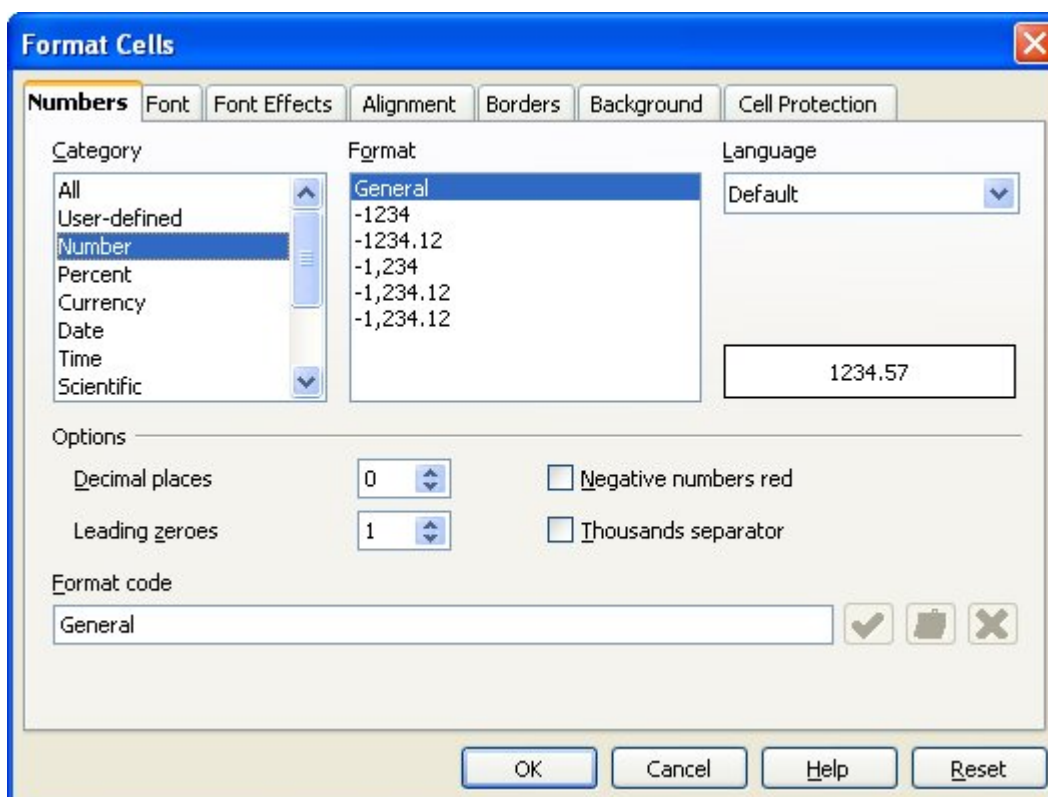 Format Cells
Numbers Font Font Effects Alignment Borders Background Cell Protection
Category
All
User-defined
Number
Percent
Currency
Date
Time
Scientific
Format
General
-1234
-1234.12
-1,234
-1,234.12
-1,234.12
Language
Default
1234.57
Options
Decimal places 0 Negative numbers red
Leading zeroes 1 Thousands separator
Format code
General
OK Cancel Help Reset